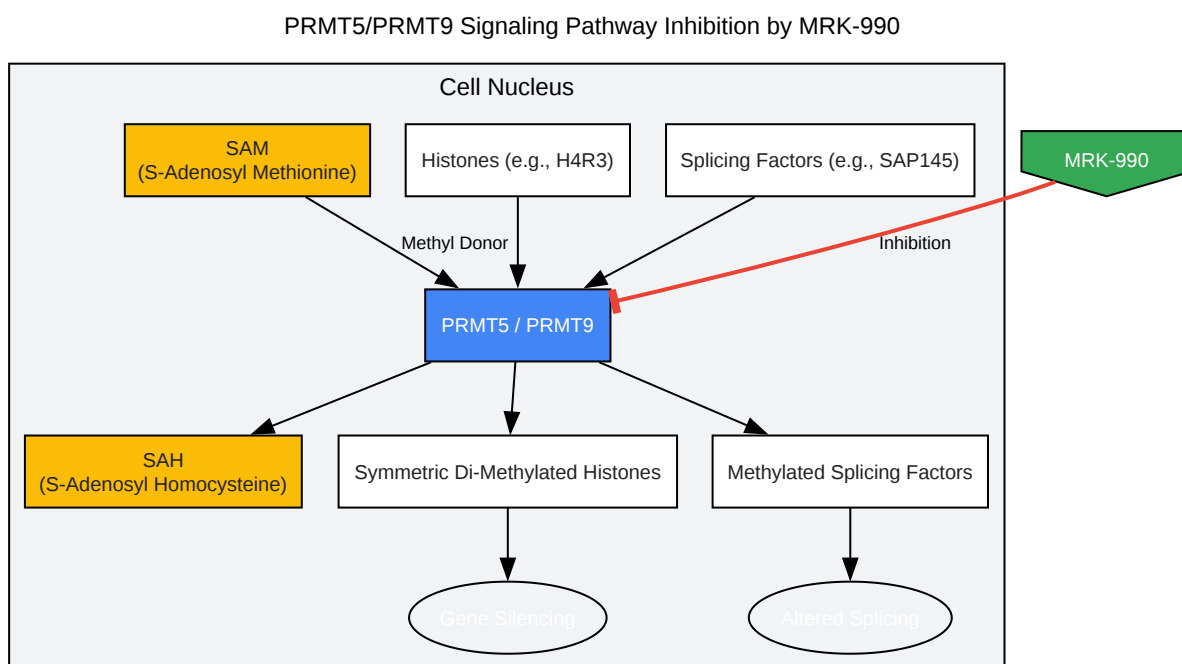 PRMT5/PRMT9 Signaling Pathway Inhibition by MRK-990
Cell Nucleus
SAM
(S-Adenosyl Methionine)
Histones (e.g., H4R3)
Splicing Factors (e.g., SAP145)
MRK-990
Methyl Donor
Inhibition
PRMT5 / PRMT9
SAH
(S-Adenosyl Homocysteine)
Symmetric Di-Methylated Histones
Methylated Splicing Factors
Gene Silencing
Altered Splicing